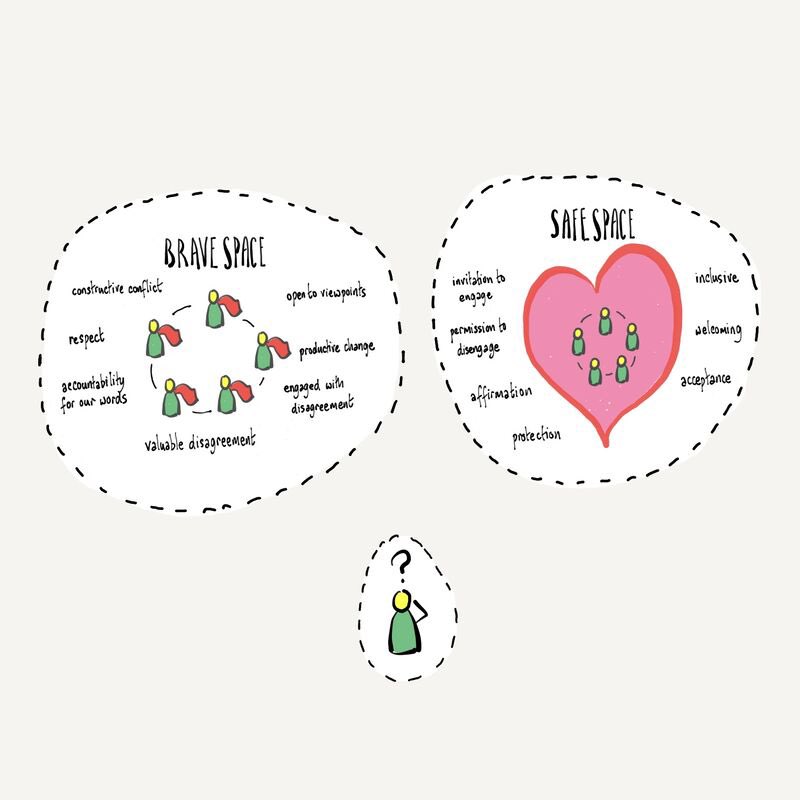 BRAVE SPACE
constructive conflict
open to viewpoints
respect
productive change
accountability
for our words
engaged with
disagreement
valuable disagreement
SAFE SPACE
invitation to
engage
inclusive
permission to
disengage
welcoming
affirmation
acceptance
protection
?